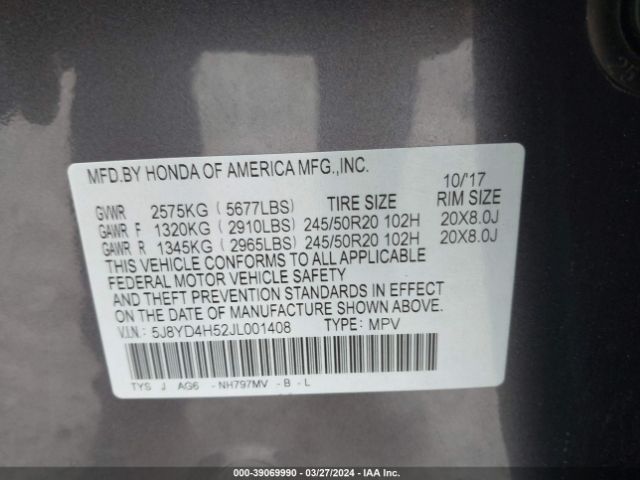 MFD.BY HONDA OF AMERICA MFG.,INC. 10/'17
GVWR 2575KG ( 5677LBS) TIRE SIZE RIM SIZE
GAWR F 1320KG ( 2910LBS) 245/50R20 102H 20X8.0J
GAWR R 1345KG ( 2965LBS) 245/50R20 102H 20X8.0J
THIS VEHICLE CONFORMS TO ALL APPLICABLE
FEDERAL MOTOR VEHICLE SAFETY
AND THEFT PREVENTION STANDARDS IN EFFECT
ON THE DATE OF MANUFACTURE SHOWN ABOVE.
V.I.N.: 5J8YD4H52JL001408 TYPE: MPV
TYS J AG6 -NH797MV -B -L
000-39069990 | 03/27/2024 | IAA Inc.